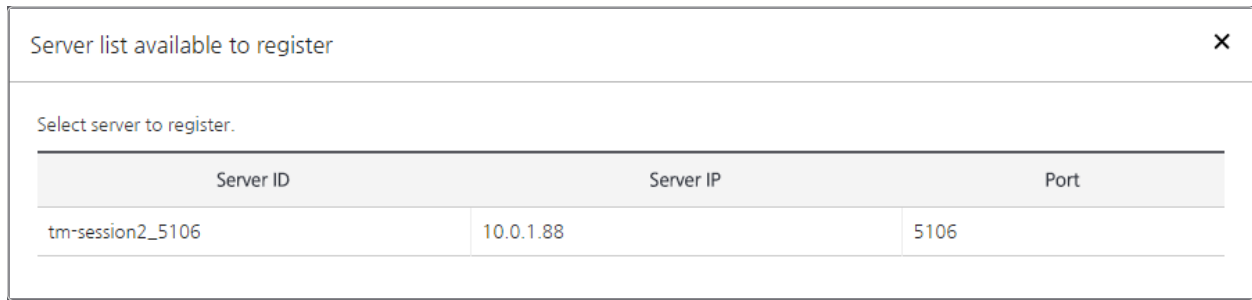 Server list available to register
Select server to register.
Server ID Server IP Port
tm-session2_5106 10.0.1.88 5106